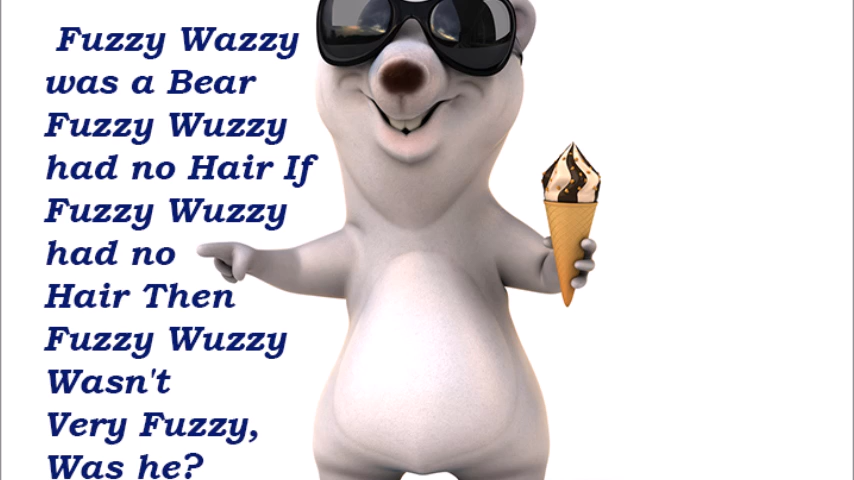 Fuzzy Wazzy
was a Bear
Fuzzy Wuzzy
had no Hair If
Fuzzy Wuzzy
had no
Hair Then
Fuzzy Wuzzy
Wasn't
Very Fuzzy,
Was he?